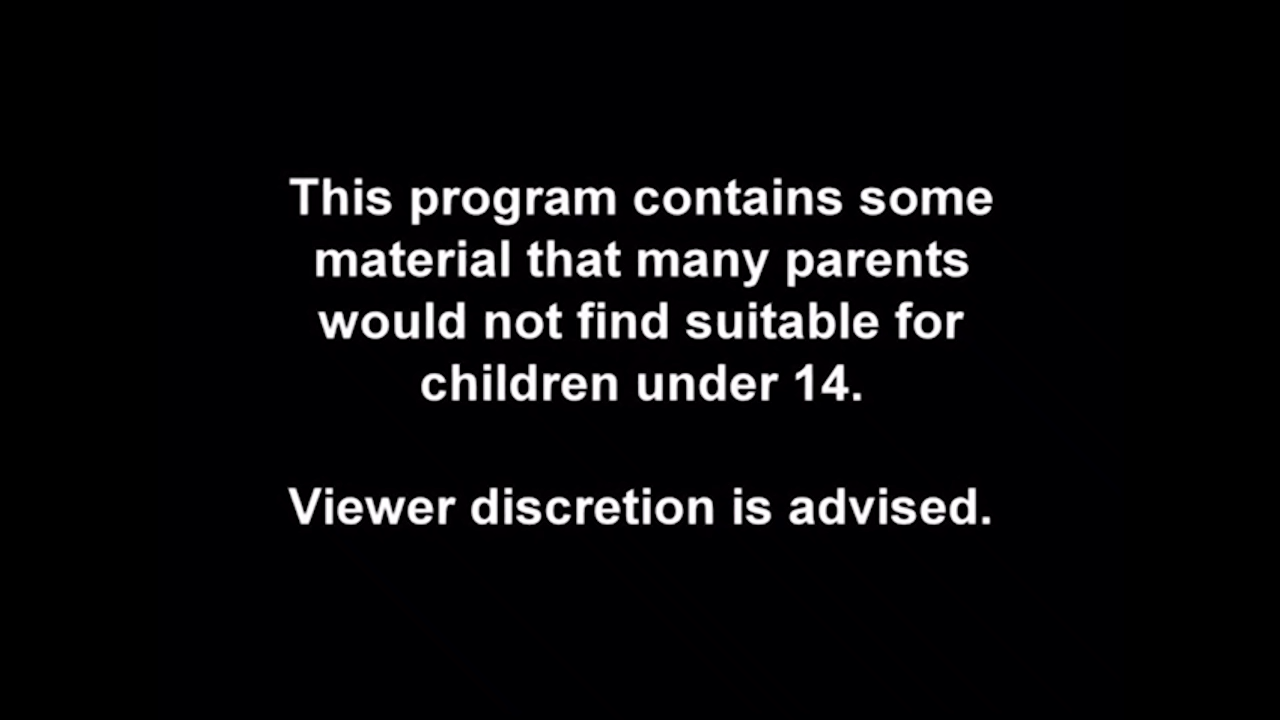 This program contains some
material that many parents
would not find suitable for
children under 14.
Viewer discretion is advised.